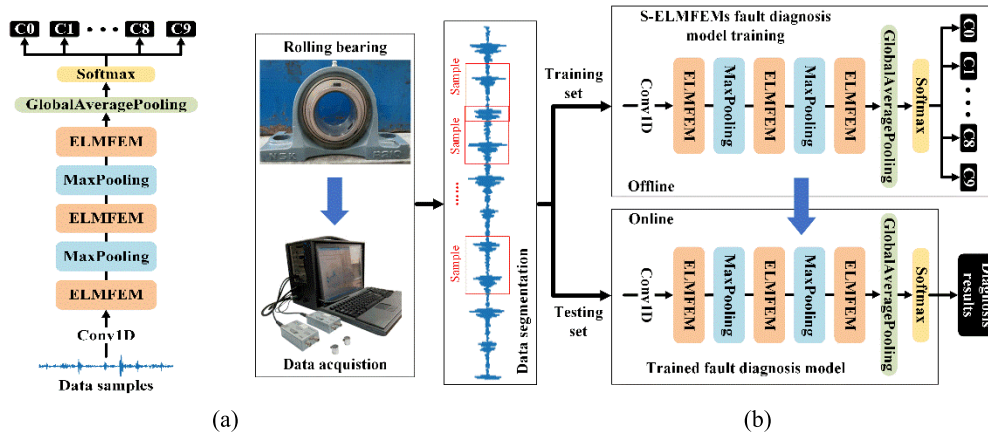 C0 C1 C8 C9
Softmax
GlobalAveragePooling
ELMFEM
MaxPooling
ELMFEM
MaxPooling
ELMFEM
Conv1D
Data samples
(a)
Rolling bearing
Data acquistion
Sample
Sample
Sample
Data segmentation
Training
set
Testing
set
S-ELMFEMs fault diagnosis
model training
Conv1D
ELMFEM
MaxPooling
ELMFEM
MaxPooling
ELMFEM
GlobalAveragePooling
Softmax
C0
C1
C8
C9
Offline
Online
Conv1D
ELMFEM
MaxPooling
ELMFEM
MaxPooling
ELMFEM
GlobalAveragePooling
Softmax
Diagnosis
results
Trained fault diagnosis model
(b)